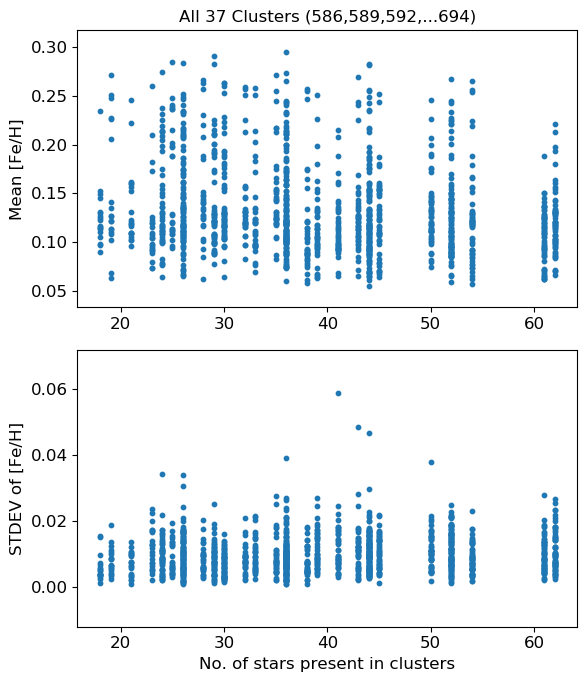 All 37 Clusters (586,589,592,...694)
0.30
0.25
0.20
0.15
0.10
0.05
Mean [Fe/H]
20 30 40 50 60
0.06
0.04
0.02
0.00
STDEV of [Fe/H]
20 30 40 50 60
No. of stars present in clusters